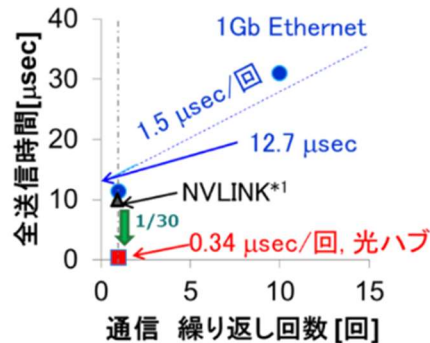 40
30
20
10
0
全送信時間[μsec]
1Gb Ethernet
1.5 μsec/回
12.7 μsec
NVLINK*1
1/30
0.34 μsec/回, 光ハブ
0
5
10
15
通信 繰り返し回数 [回]